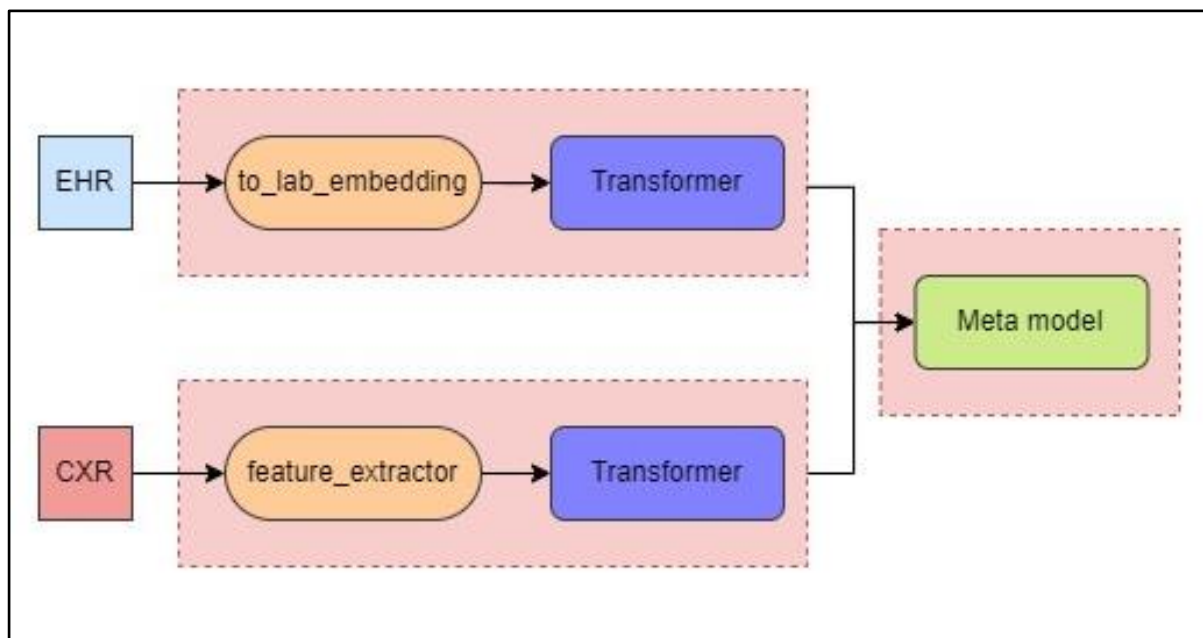 EHR
to_lab_embedding
Transformer
Meta model
CXR
feature_extractor
Transformer